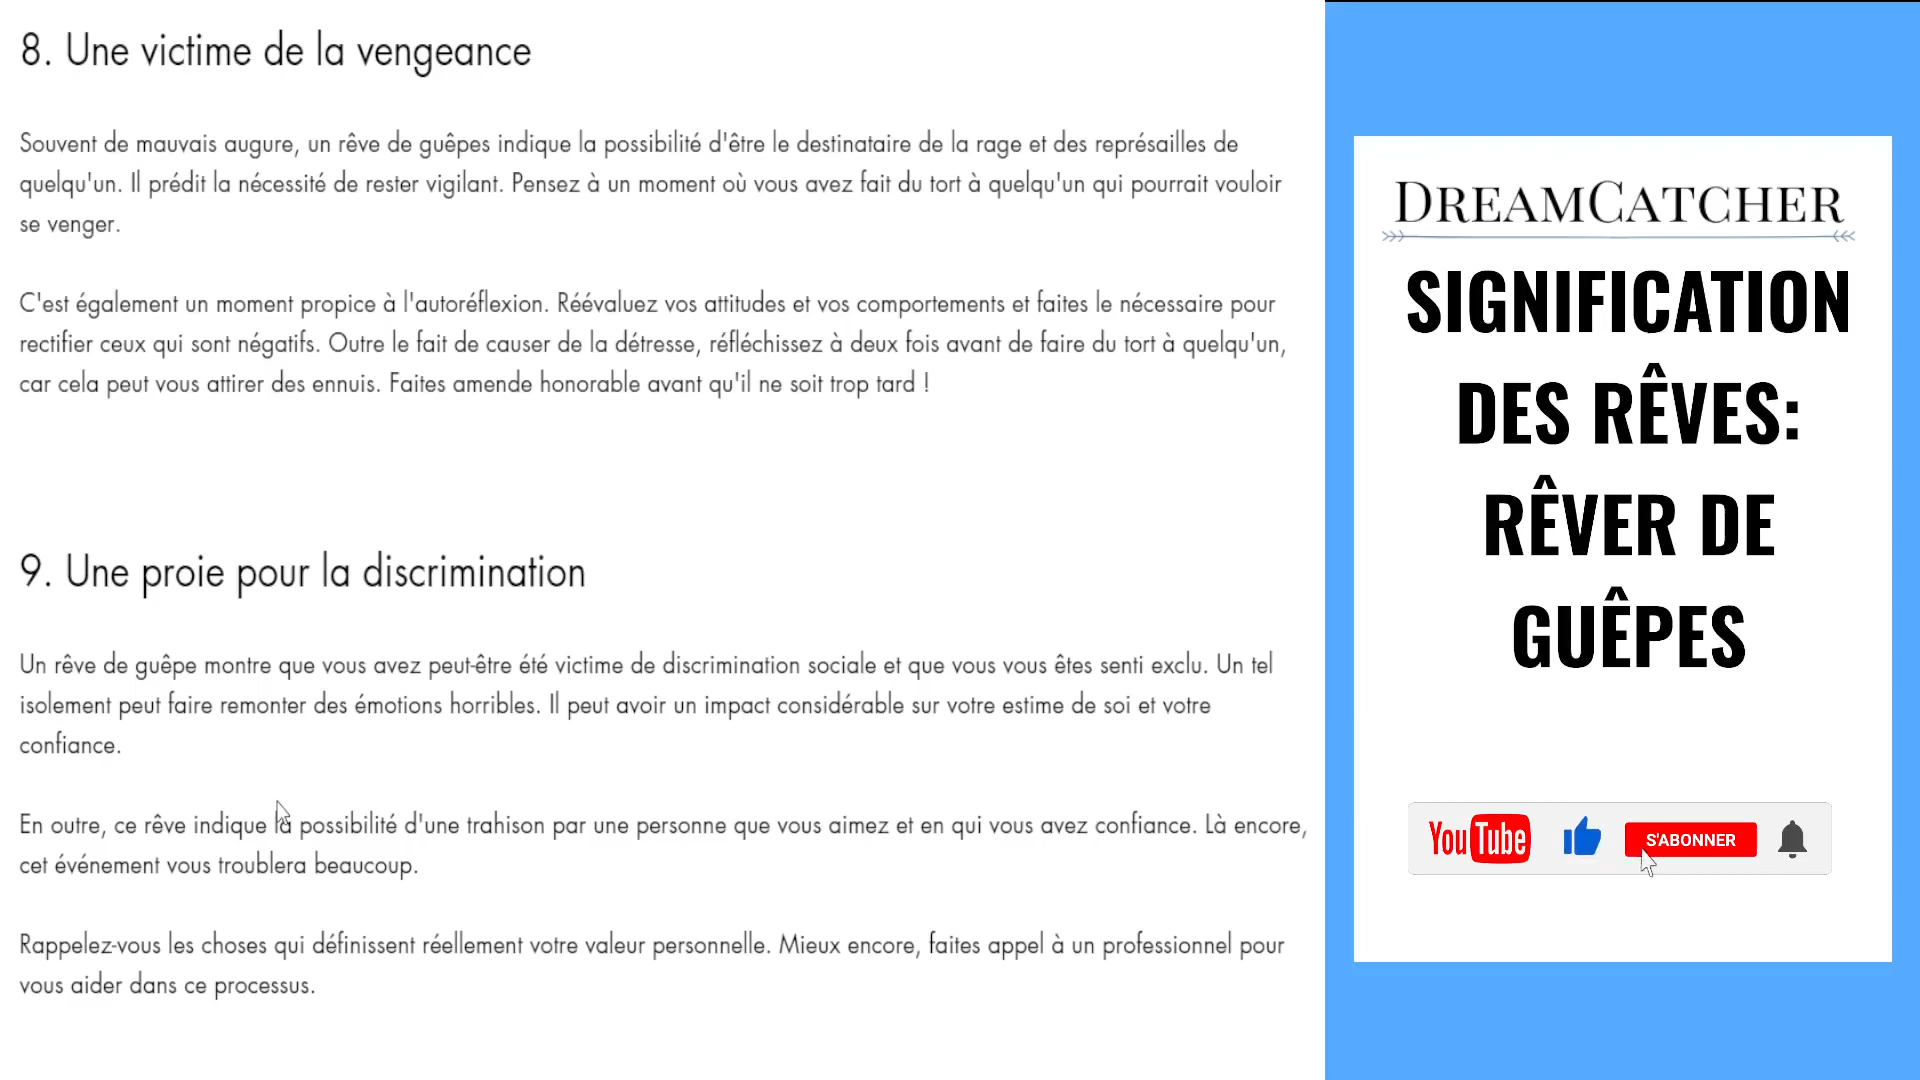 8. Une victime de la vengeance
Souvent de mauvais augure, un rêve de guêpes indique la possibilité d'être le destinataire de la rage et des représailles de
quelqu'un. Il prédit la nécessité de rester vigilant. Pensez à un moment où vous avez fait du tort à quelqu'un qui pourrait vouloir
se venger.
C'est également un moment propice à l'autoréflexion. Réévaluez vos attitudes et vos comportements et faites le nécessaire pour
rectifier ceux qui sont négatifs. Outre le fait de causer de la détresse, réfléchissez à deux fois avant de faire du tort à quelqu'un,
car cela peut vous attirer des ennuis. Faites amende honorable avant qu'il ne soit trop tard !
9. Une proie pour la discrimination
Un rêve de guêpe montre que vous avez peut-être été victime de discrimination sociale et que vous vous êtes senti exclu. Un tel
isolement peut faire remonter des émotions horribles. Il peut avoir un impact considérable sur votre estime de soi et votre
confiance.
En outre, ce rêve indique la possibilité d'une trahison par une personne que vous aimez et en qui vous avez confiance. Là encore,
cet événement vous troublera beaucoup.
Rappelez-vous les choses qui définissent réellement votre valeur personnelle. Mieux encore, faites appel à un professionnel pour
vous aider dans ce processus.
DREAMCATCHER
SIGNIFICATION
DES RÊVES:
RÊVER DE
GUÊPES
YouTube
S'ABONNER